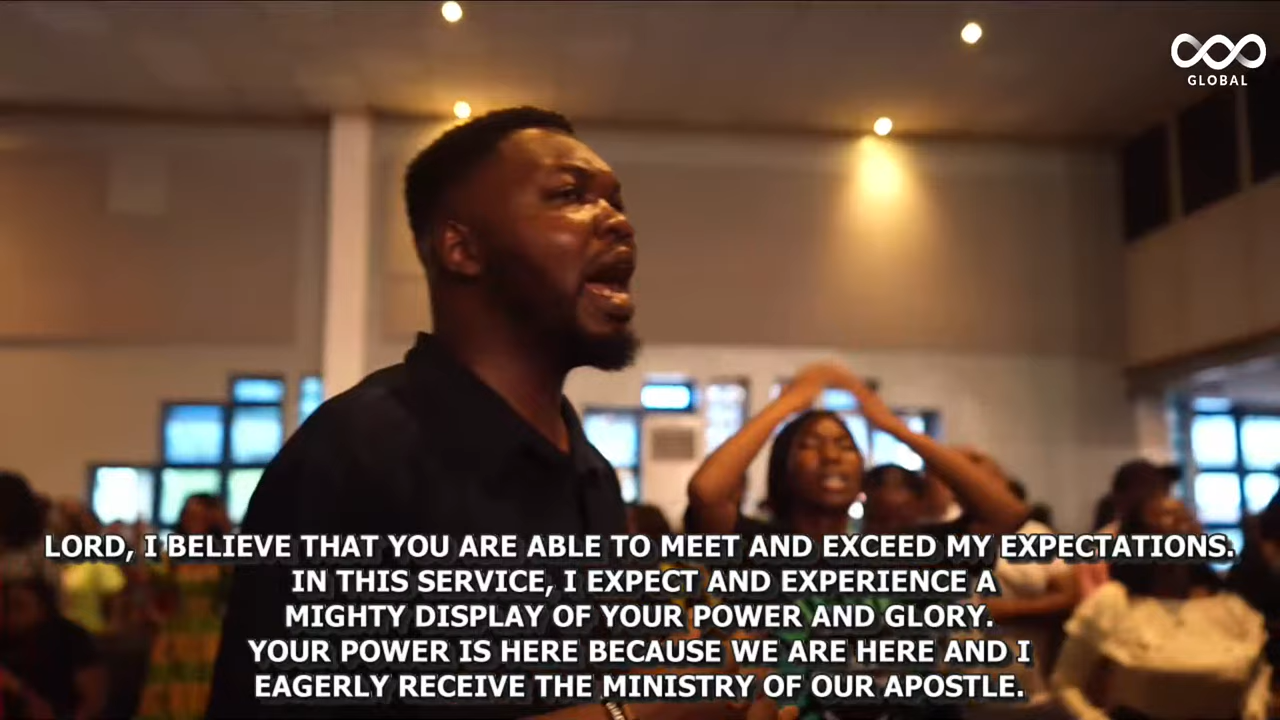 GLOBAL
LORD, I BELIEVE THAT YOU ARE ABLE TO MEET AND EXCEED MY EXPECTATIONS.
IN THIS SERVICE, I EXPECT AND EXPERIENCE A
MIGHTY DISPLAY OF YOUR POWER AND GLORY.
YOUR POWER IS HERE BECAUSE WE ARE HERE AND I
EAGERLY RECEIVE THE MINISTRY OF OUR APOSTLE.